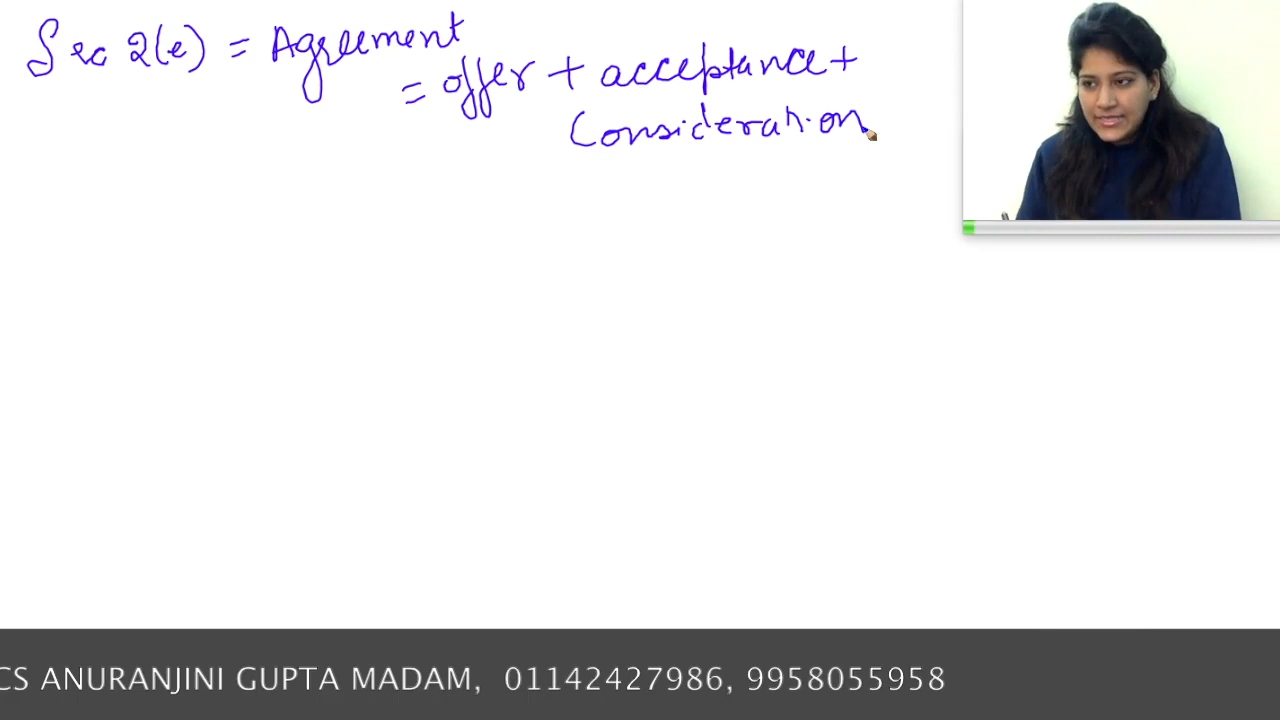 Sec 2(e) = Agreement
= offer + acceptance +
Consideration
CS ANURANJINI GUPTA MADAM, 01142427986, 9958055958